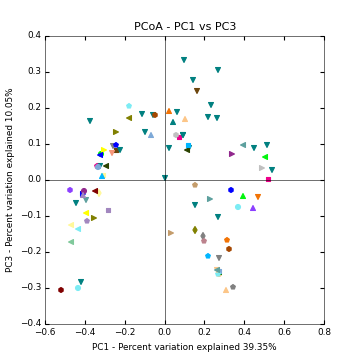 PCoA - PC1 vs PC3
0.4
0.3
0.2
0.1
0.0
−0.1
−0.2
−0.3
−0.4
PC3 - Percent variation explained 10.05%
−0.6 −0.4 −0.2 0.0 0.2 0.4 0.6 0.8
PC1 - Percent variation explained 39.35%